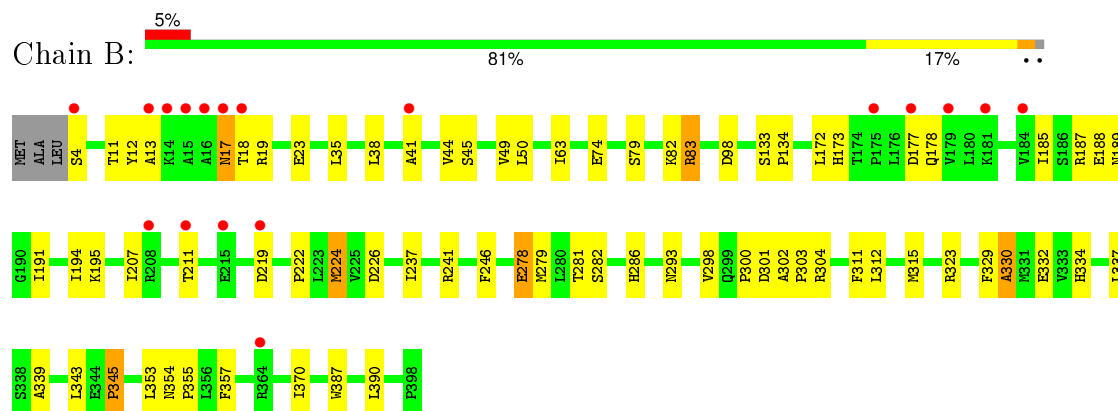 5%
Chain B:
81% 17% • •
MET ALA LEU S4 T11 Y12 A13 K14 A15 A16 N17 T18 R19 E23 L35 L38 A41 V44 S45 V49 L50 I63 E74 S79 K82 R83 D98 S133 P134 L172 H173 T174 P175 L176 D177 Q178 V179 L180 K181 V184 I185 S186 R187 E188 N189
G190 I191 I194 K195 I207 R208 T211 E215 D219 P222 L223 M224 V225 D226 I237 R241 F246 E278 M279 L280 T281 S282 H286 N293 V298 Q299 P300 D301 A302 P303 R304 F311 L312 M315 R323 F329 A330 M331 E332 V333 H334
S338 A339 L343 E344 P345 L353 N354 P355 L356 F357 R364 I370 W387 L390 P398